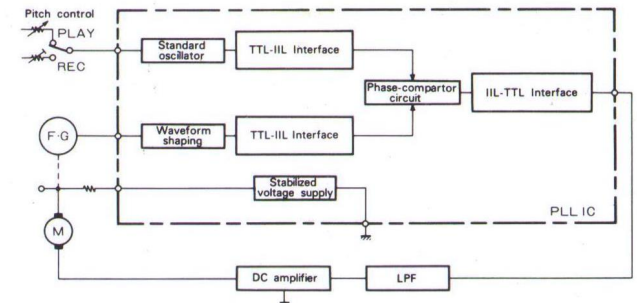 Pitch control
PLAY
REC
Standard
oscillator
TTL-IIL Interface
Phase-compartor
circuit
IIL-TTL Interface
F·G
Waveform
shaping
TTL-IIL Interface
Stabilized
voltage supply
PLL IC
M
DC amplifier
LPF